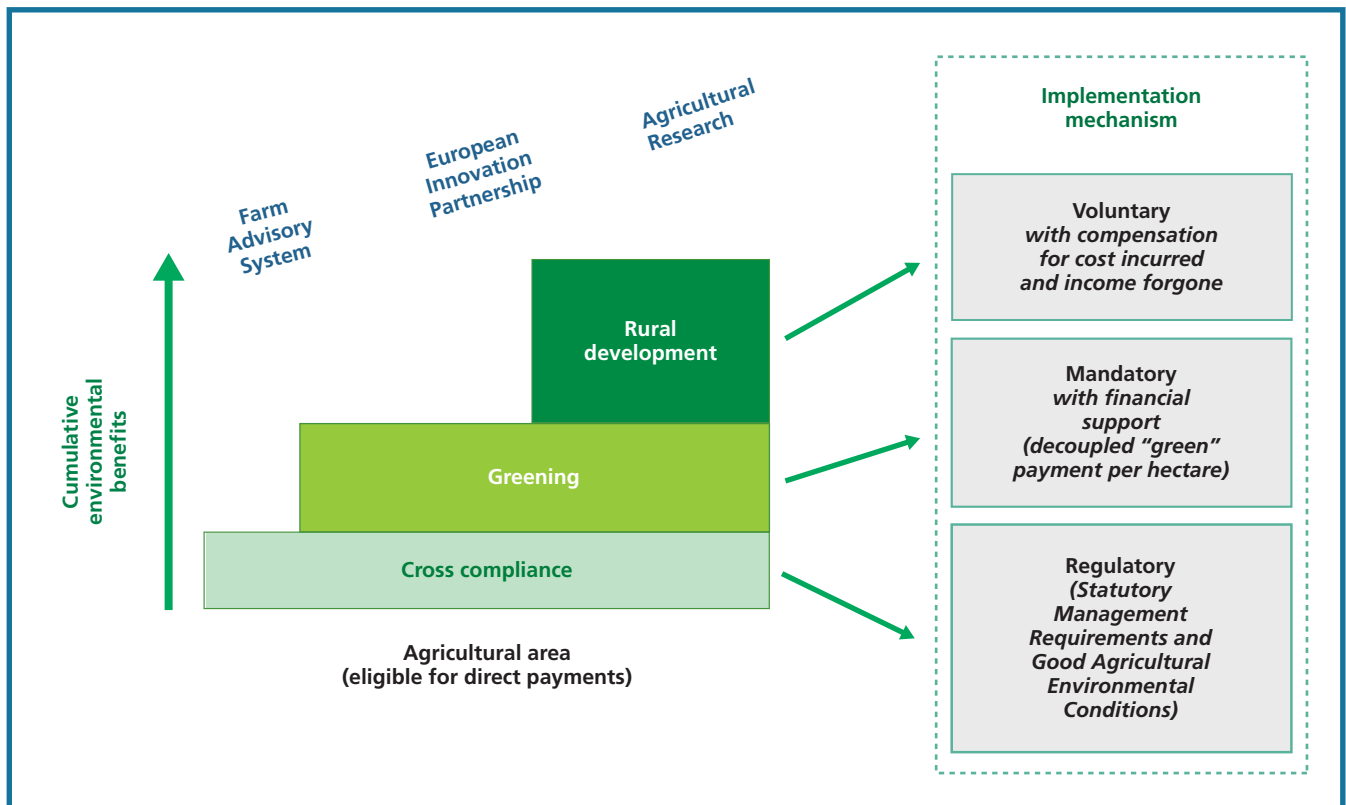 Agricultural
Research
European
Innovation
Partnership
Farm
Advisory
System
Cumulative
environmental
benefits
Rural
development
Greening
Cross compliance
Agricultural area
(eligible for direct payments)
Implementation
mechanism
Voluntary
with compensation
for cost incurred
and income forgone
Mandatory
with financial
support
(decoupled “green”
payment per hectare)
Regulatory
(Statutory
Management
Requirements and
Good Agricultural
Environmental
Conditions)